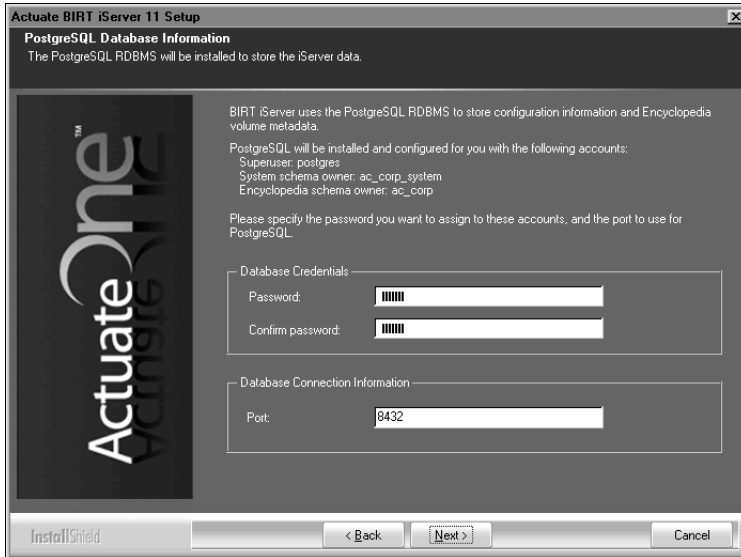 Actuate BIRT iServer 11 Setup
PostgreSQL Database Information
The PostgreSQL RDBMS will be installed to store the iServer data.
ActuateOne™
BIRT iServer uses the PostgreSQL RDBMS to store configuration information and Encyclopedia
volume metadata.
PostgreSQL will be installed and configured for you with the following accounts:
Superuser: postgres
System schema owner: ac_corp_system
Encyclopedia schema owner: ac_corp
Please specify the password you want to assign to these accounts, and the port to use for
PostgreSQL.
Database Credentials
Password:
Confirm password:
Database Connection Information
Port:
8432
InstallShield
< Back
Next >
Cancel